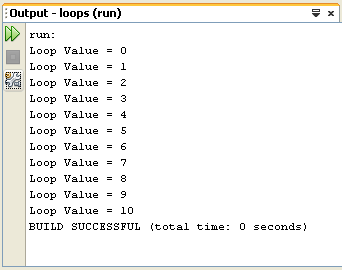 Output - loops (run)
run:
Loop Value = 0
Loop Value = 1
Loop Value = 2
Loop Value = 3
Loop Value = 4
Loop Value = 5
Loop Value = 6
Loop Value = 7
Loop Value = 8
Loop Value = 9
Loop Value = 10
BUILD SUCCESSFUL (total time: 0 seconds)